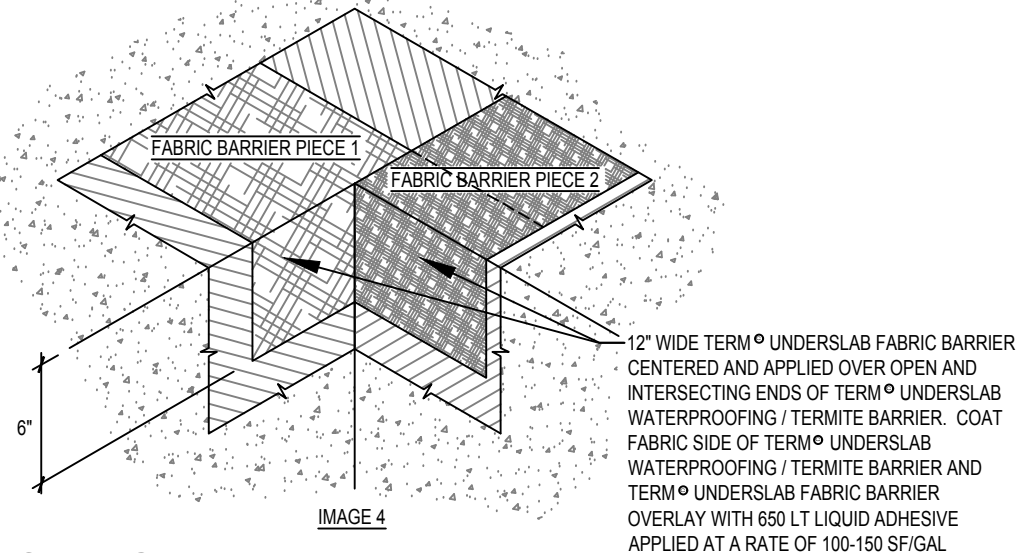 FABRIC BARRIER PIECE 1
FABRIC BARRIER PIECE 2
12" WIDE TERM® UNDERSLAB FABRIC BARRIER
CENTERED AND APPLIED OVER OPEN AND
INTERSECTING ENDS OF TERM® UNDERSLAB
WATERPROOFING / TERMITE BARRIER. COAT
FABRIC SIDE OF TERM® UNDERSLAB
WATERPROOFING / TERMITE BARRIER AND
TERM® UNDERSLAB FABRIC BARRIER
OVERLAY WITH 650 LT LIQUID ADHESIVE
APPLIED AT A RATE OF 100-150 SF/GAL
6"
IMAGE 4